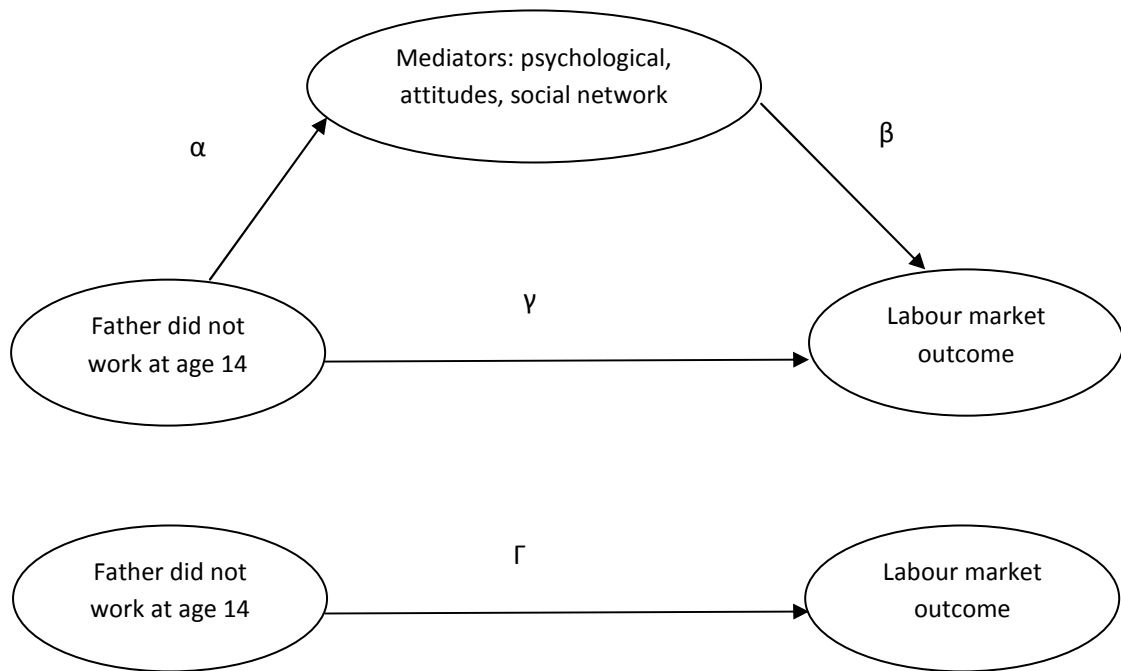 Mediators: psychological,
attitudes, social network
α
β
Father did not
work at age 14
γ
Labour market
outcome
Father did not
work at age 14
Γ
Labour market
outcome